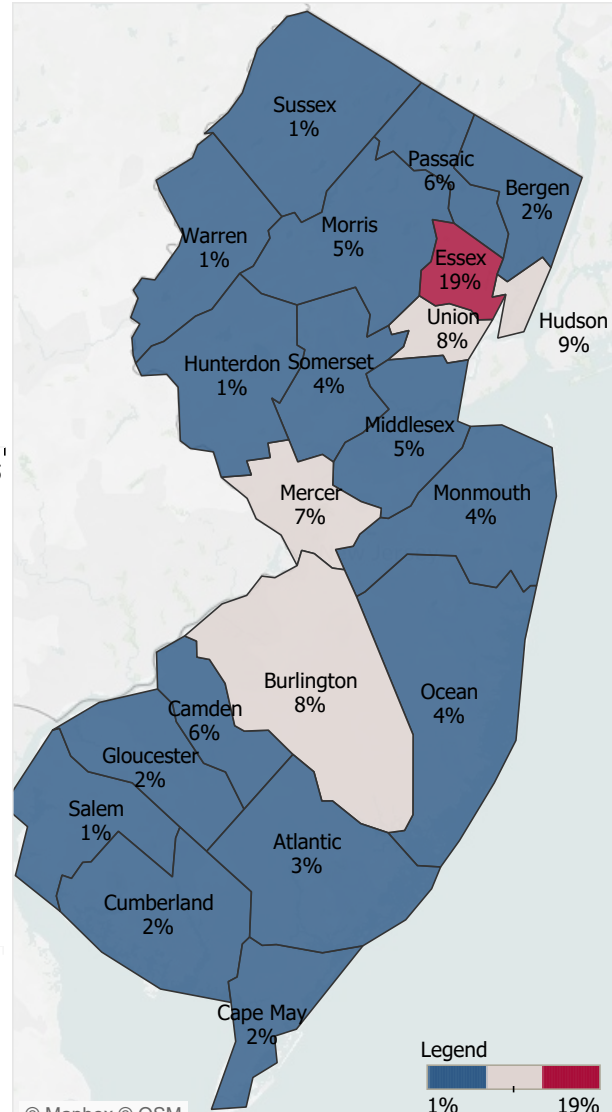 Sussex
1%
Passaic
6%
Bergen
2%
Warren
1%
Morris
5%
Essex
19%
Union
8%
Hudson
9%
Hunterdon
1%
Somerset
4%
Middlesex
5%
Mercer
7%
Monmouth
4%
Burlington
8%
Ocean
4%
Camden
6%
Gloucester
2%
Salem
1%
Atlantic
3%
Cumberland
2%
Cape May
2%
Legend
1% 19%
© Mapbox © OSM